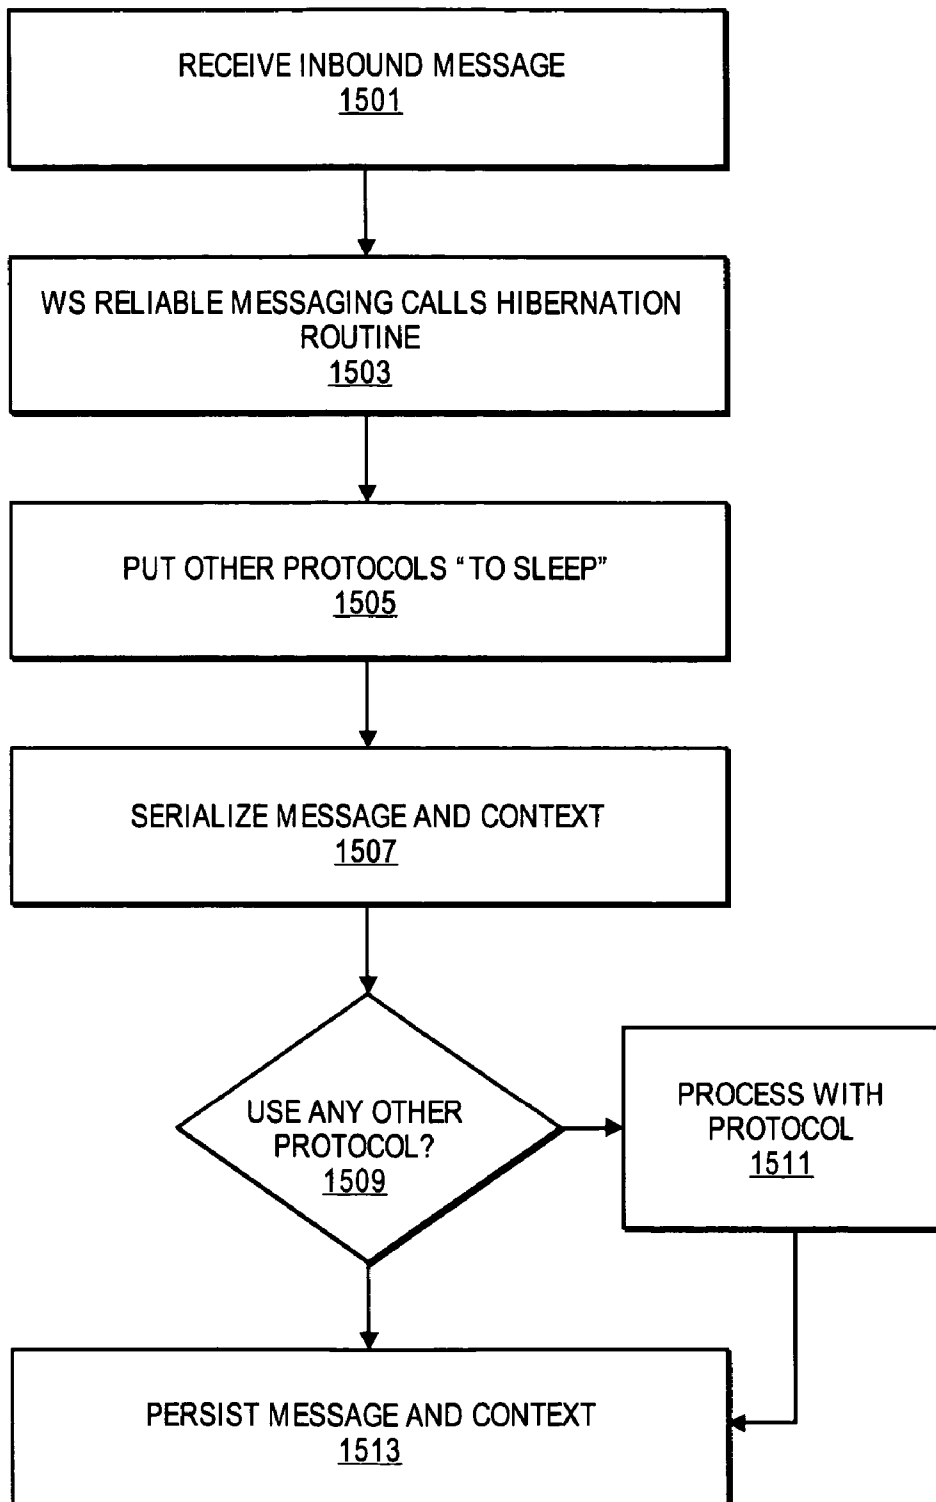 RECEIVE INBOUND MESSAGE
1501
WS RELIABLE MESSAGING CALLS HIBERNATION
ROUTINE
1503
PUT OTHER PROTOCOLS “TO SLEEP”
1505
SERIALIZE MESSAGE AND CONTEXT
1507
USE ANY OTHER
PROTOCOL?
1509
PROCESS WITH
PROTOCOL
1511
PERSIST MESSAGE AND CONTEXT
1513